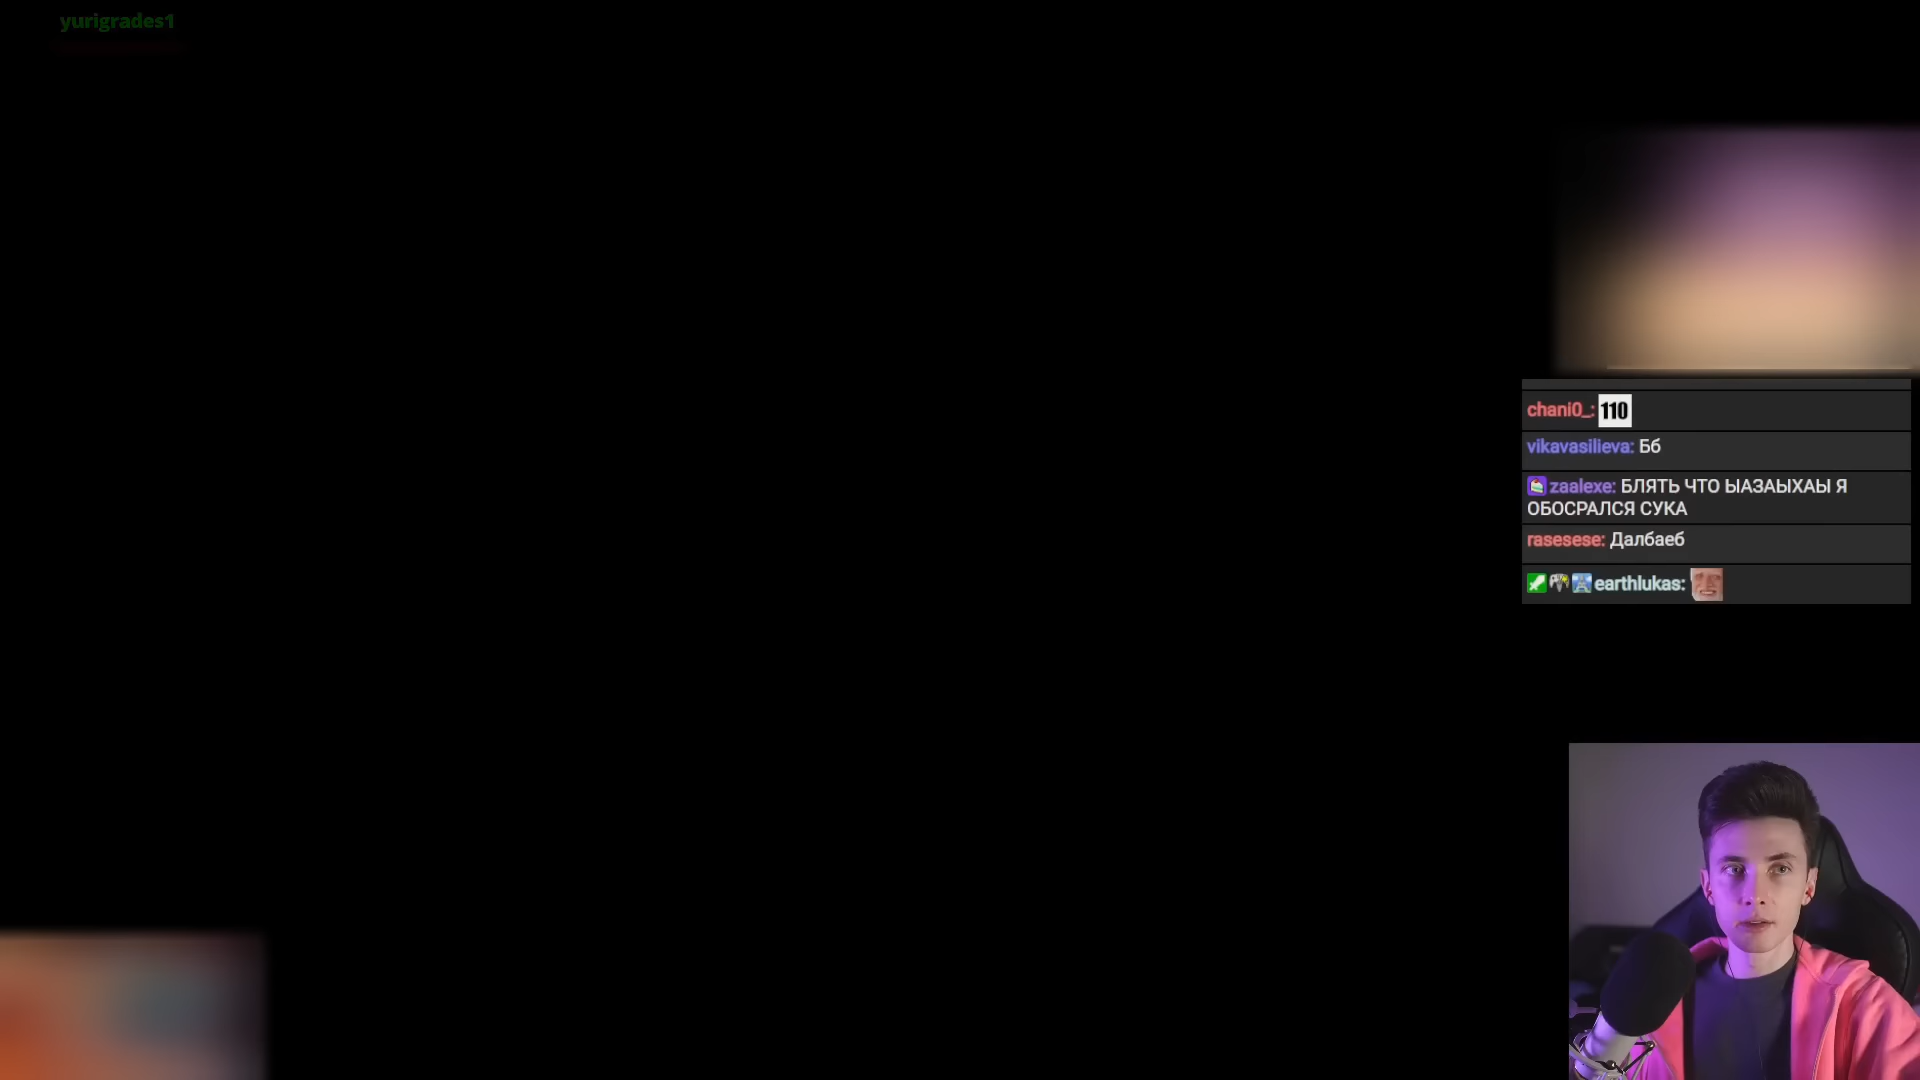 yurigrades1
chani0_: 110
vikavasilieva: Бб
zaalexe: БЛЯТЬ ЧТО ЫАЗАЫХАЫ Я
ОБОСРАЛСЯ СУКА
rasesese: Далбаеб
earthlukas: